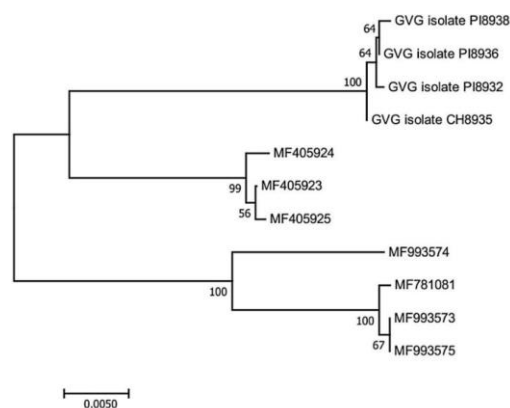 GVG isolate PI8938
64
GVG isolate PI8936
64
GVG isolate PI8932
100
GVG isolate CH8935
MF405924
99
MF405923
56
MF405925
MF993574
100
MF781081
100
MF993573
67
MF993575
0.0050